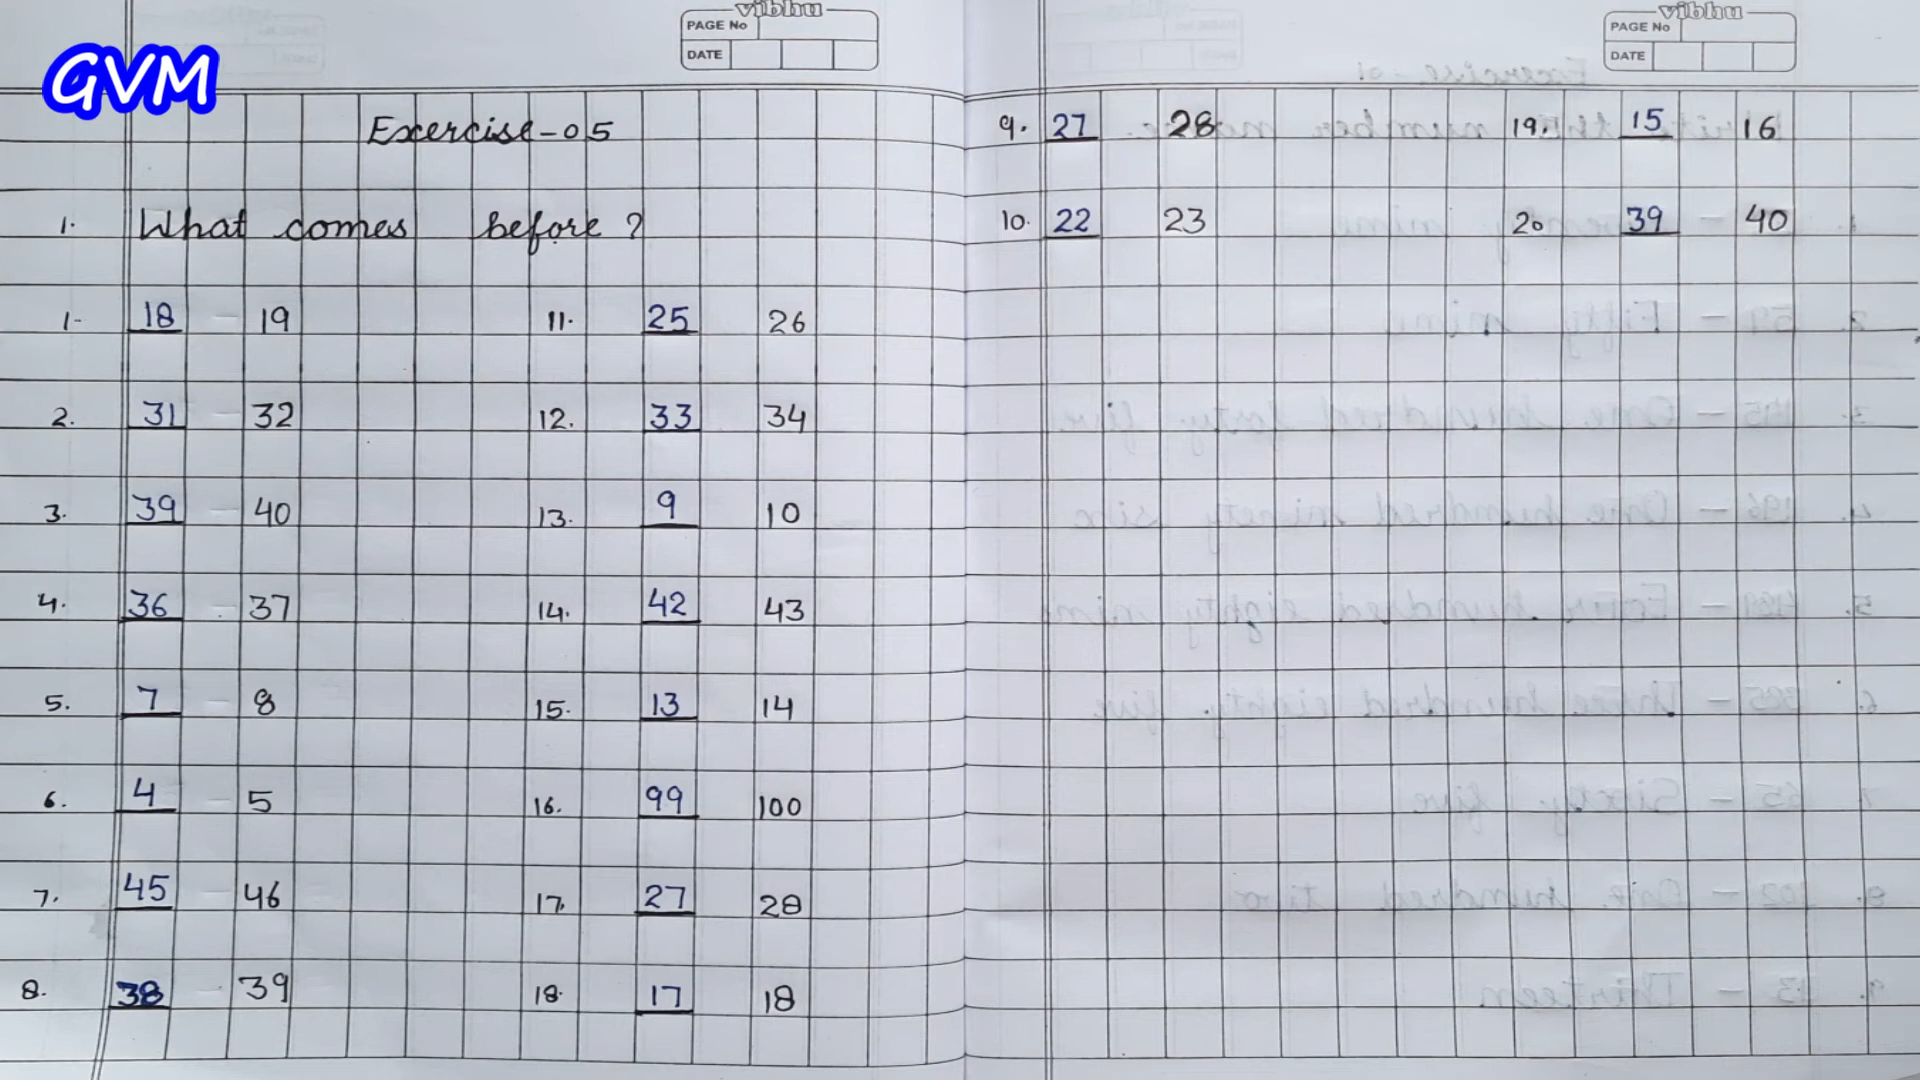 GVM
vibhu
PAGE No
DATE
Exercise-05
1. What comes before ?
1- 18 - 19
2. 31 - 32
3. 39 - 40
4. 36 - 37
5. 7 - 8
6. 4 - 5
7. 45 - 46
8. 38 - 39
11. 25 26
12. 33 34
13. 9 10
14. 42 43
15. 13 14
16. 99 100
17. 27 28
18. 17 18
vibhu
PAGE No
DATE
9. 27 28
10. 22 23
19. 15 16
20 39 40